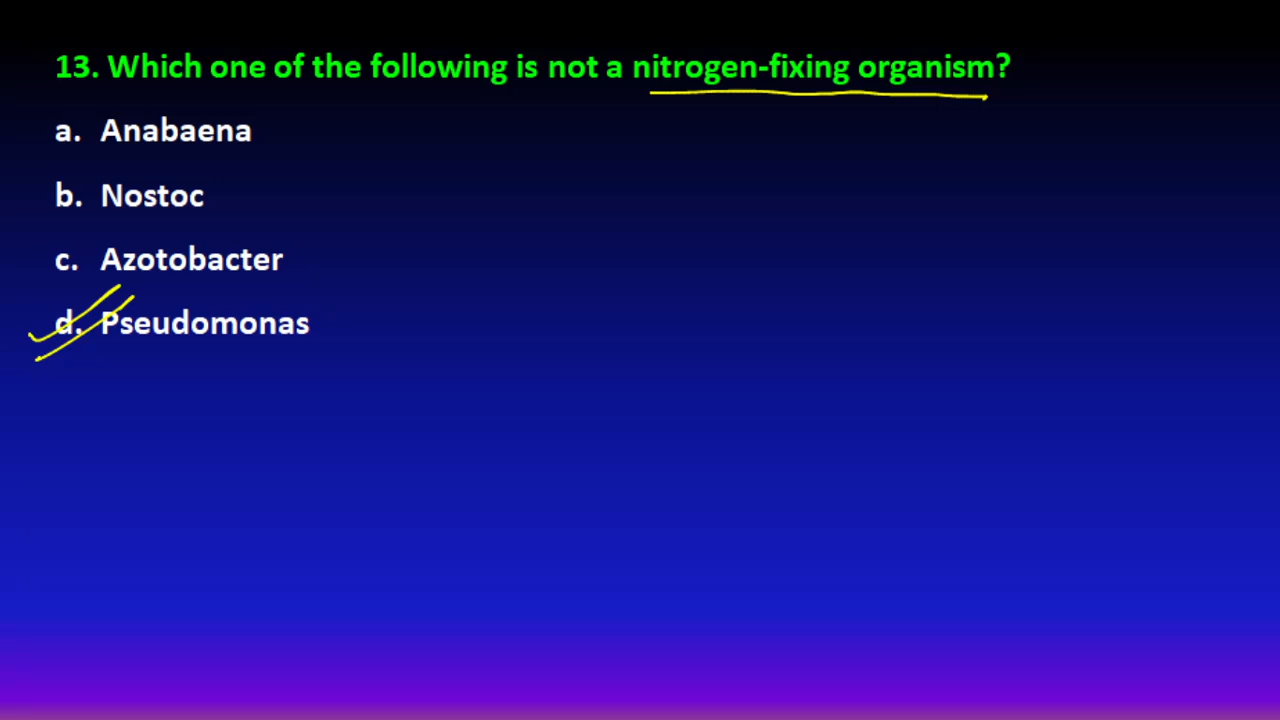 13. Which one of the following is not a nitrogen-fixing organism?
a. Anabaena
b. Nostoc
c. Azotobacter
d. Pseudomonas